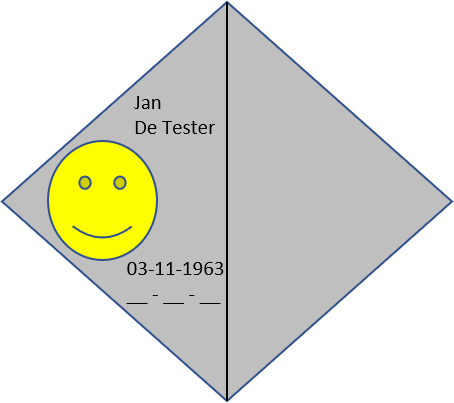 Jan
De Tester
03-11-1963
__ - __ - __